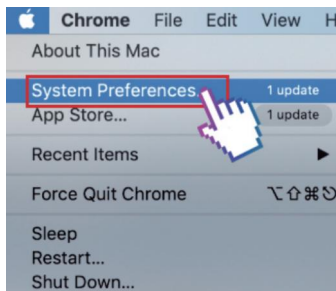 Chrome File Edit View H
About This Mac
System Preferences. 1 update
App Store... 1 update
Recent Items
Force Quit Chrome ⌥⇧⌘⎋
Sleep
Restart...
Shut Down...